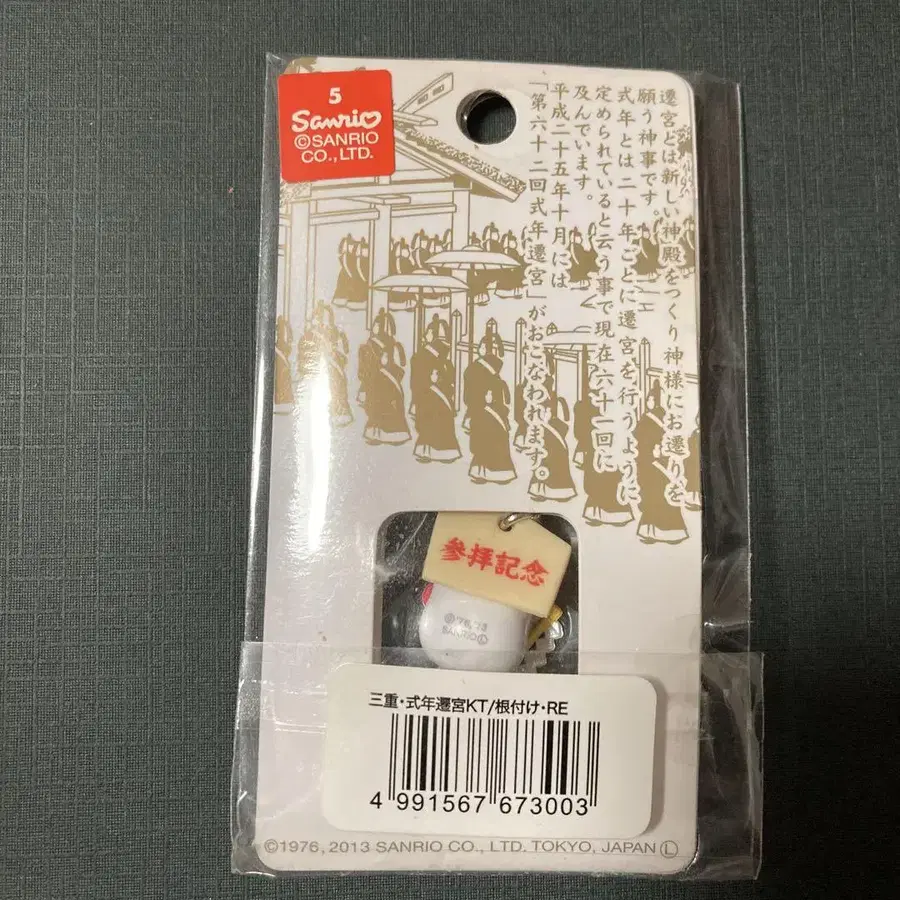 5
Sanrio
©SANRIO
CO., LTD.
遷宮とは新しい神殿をつくり神様にお遷りを
願う神事です。
式年とは二十年ごとに遷宮を行うように
定められていると云う事で現在六十一回に
及んでいます。
平成二十五年十月には
「第六十二回式年遷宮」がおこなわれます。
参拝記念
©'76,'13
SANRIOⓁ
三重・式年遷宮KT/根付け・RE
4 991567 673003
©1976, 2013 SANRIO CO., LTD. TOKYO, JAPAN Ⓛ